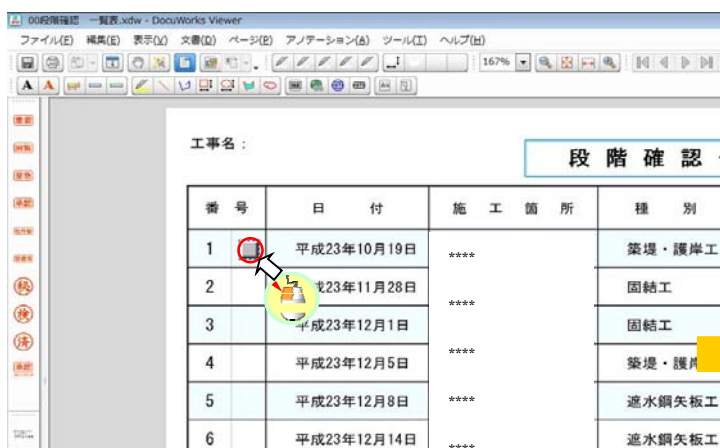 00段階確認 一覧表.xdw - DocuWorks Viewer
ファイル(F) 編集(E) 表示(V) 文書(D) ページ(P) アノテーション(A) ツール(T) ヘルプ(H)
167%
A A
工事名：
段 階 確 認
番 号 日 付 施 工 箇 所 種 別
1 平成23年10月19日 **** 築堤・護岸工
2 23年11月28日 **** 固結工
3 平成23年12月1日 固結工
4 平成23年12月5日 **** 築堤・護
5 平成23年12月8日 **** 遮水鋼矢板工
6 平成23年12月14日 **** 遮水鋼矢板工
秘
検
済